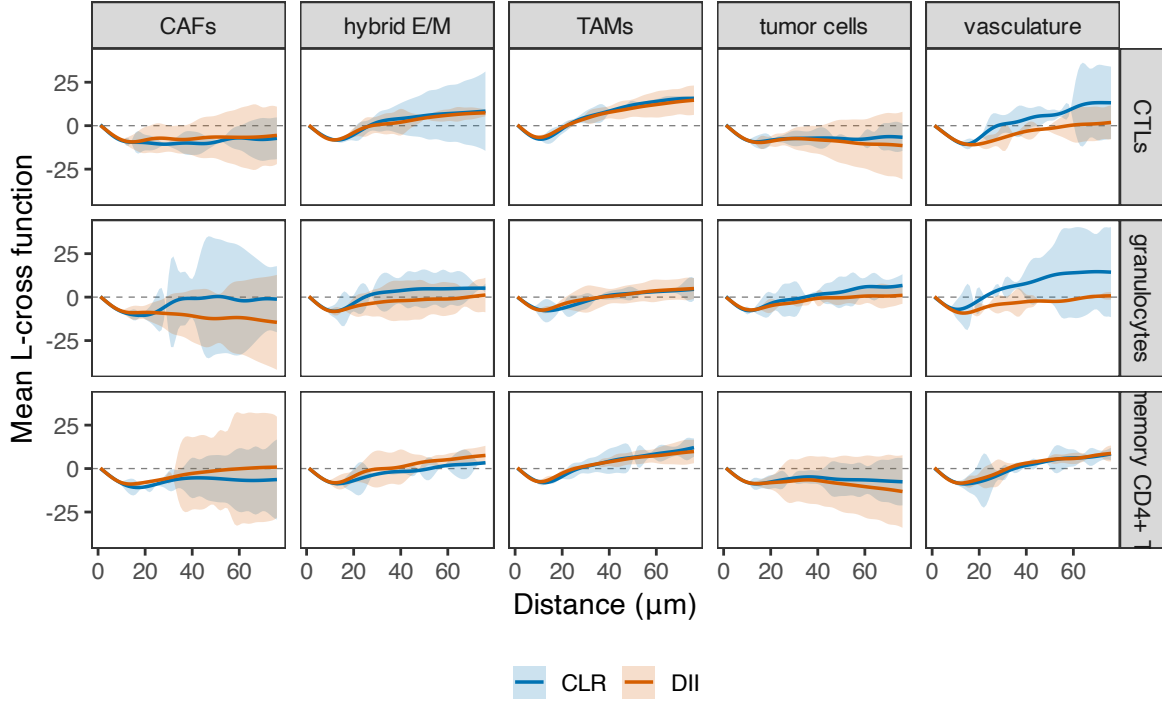 CAFs hybrid E/M TAMs tumor cells vasculature
25
0
-25
CTLs
25
0
-25
granulocytes
25
0
-25
memory CD4+ T
0 20 40 60 0 20 40 60 0 20 40 60 0 20 40 60 0 20 40 60
Mean L-cross function
Distance (μm)
CLR DII